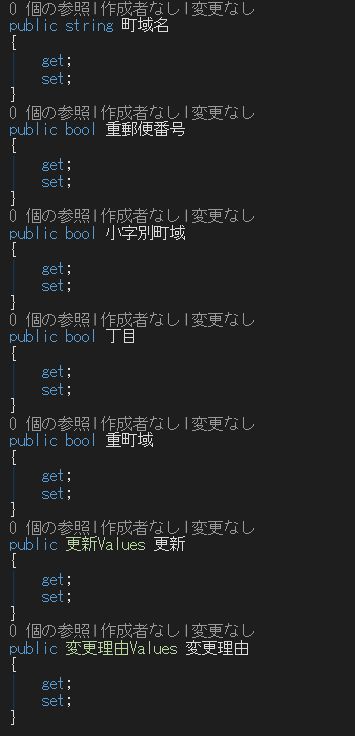 0 個の参照|作成者なし|変更なし
public string 町域名
{
get;
set;
}
0 個の参照|作成者なし|変更なし
public bool 重郵便番号
{
get;
set;
}
0 個の参照|作成者なし|変更なし
public bool 小字別町域
{
get;
set;
}
0 個の参照|作成者なし|変更なし
public bool 丁目
{
get;
set;
}
0 個の参照|作成者なし|変更なし
public bool 重町域
{
get;
set;
}
0 個の参照|作成者なし|変更なし
public 更新Values 更新
{
get;
set;
}
0 個の参照|作成者なし|変更なし
public 変更理由Values 変更理由
{
get;
set;
}